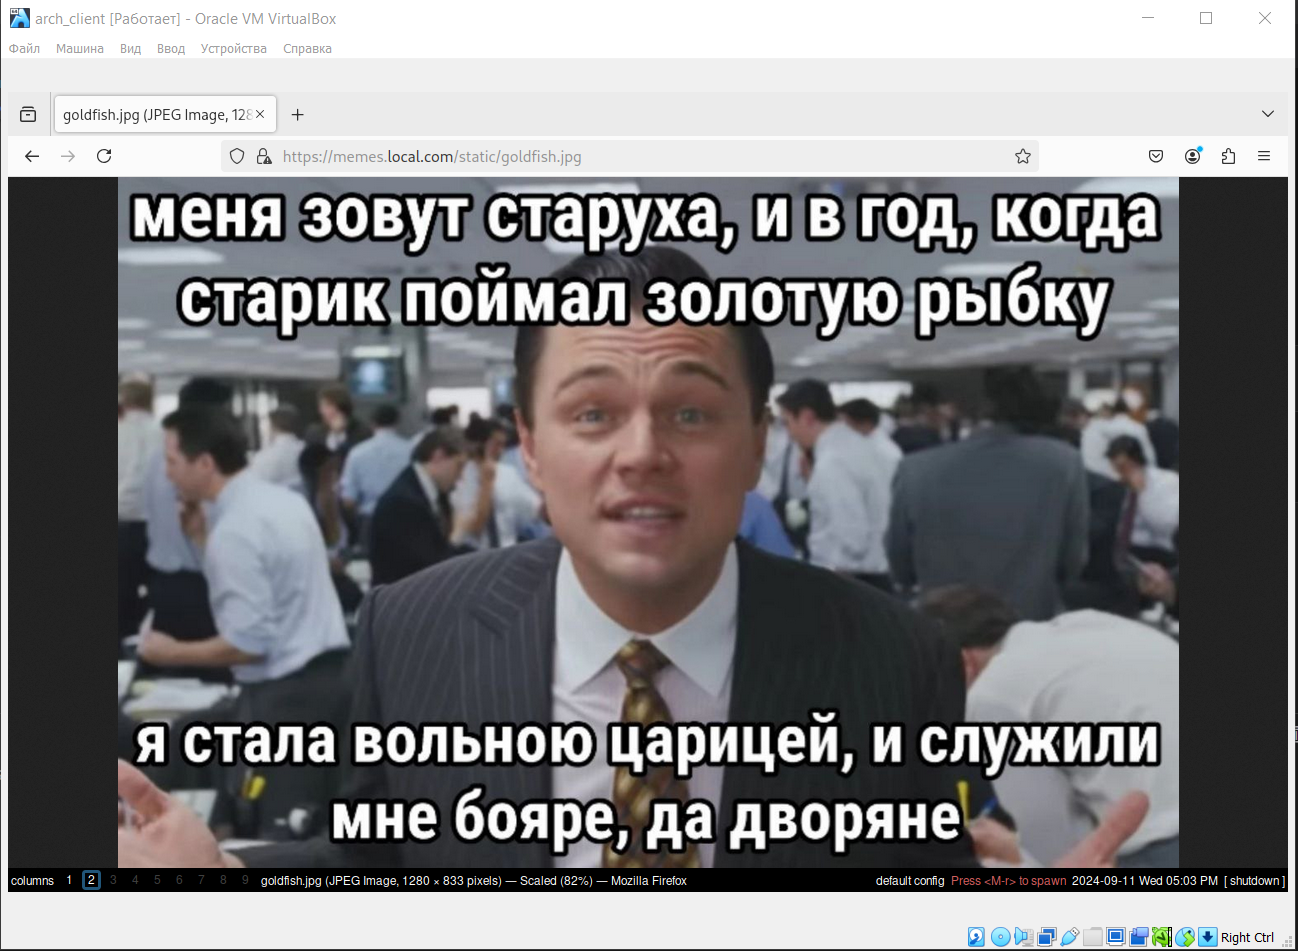 arch_client [Работает] - Oracle VM VirtualBox
Файл Машина Вид Ввод Устройства Справка
goldfish.jpg (JPEG Image, 128
https://memes.local.com/static/goldfish.jpg
меня зовут старуха, и в год, когда
старик поймал золотую рыбку
я стала вольною царицей, и служили
мне бояре, да дворяне
columns 1 2 3 4 5 6 7 8 9 goldfish.jpg (JPEG Image, 1280 × 833 pixels) — Scaled (82%) — Mozilla Firefox default config Press <M-r> to spawn 2024-09-11 Wed 05:03 PM [ shutdown ]
Right Ctrl